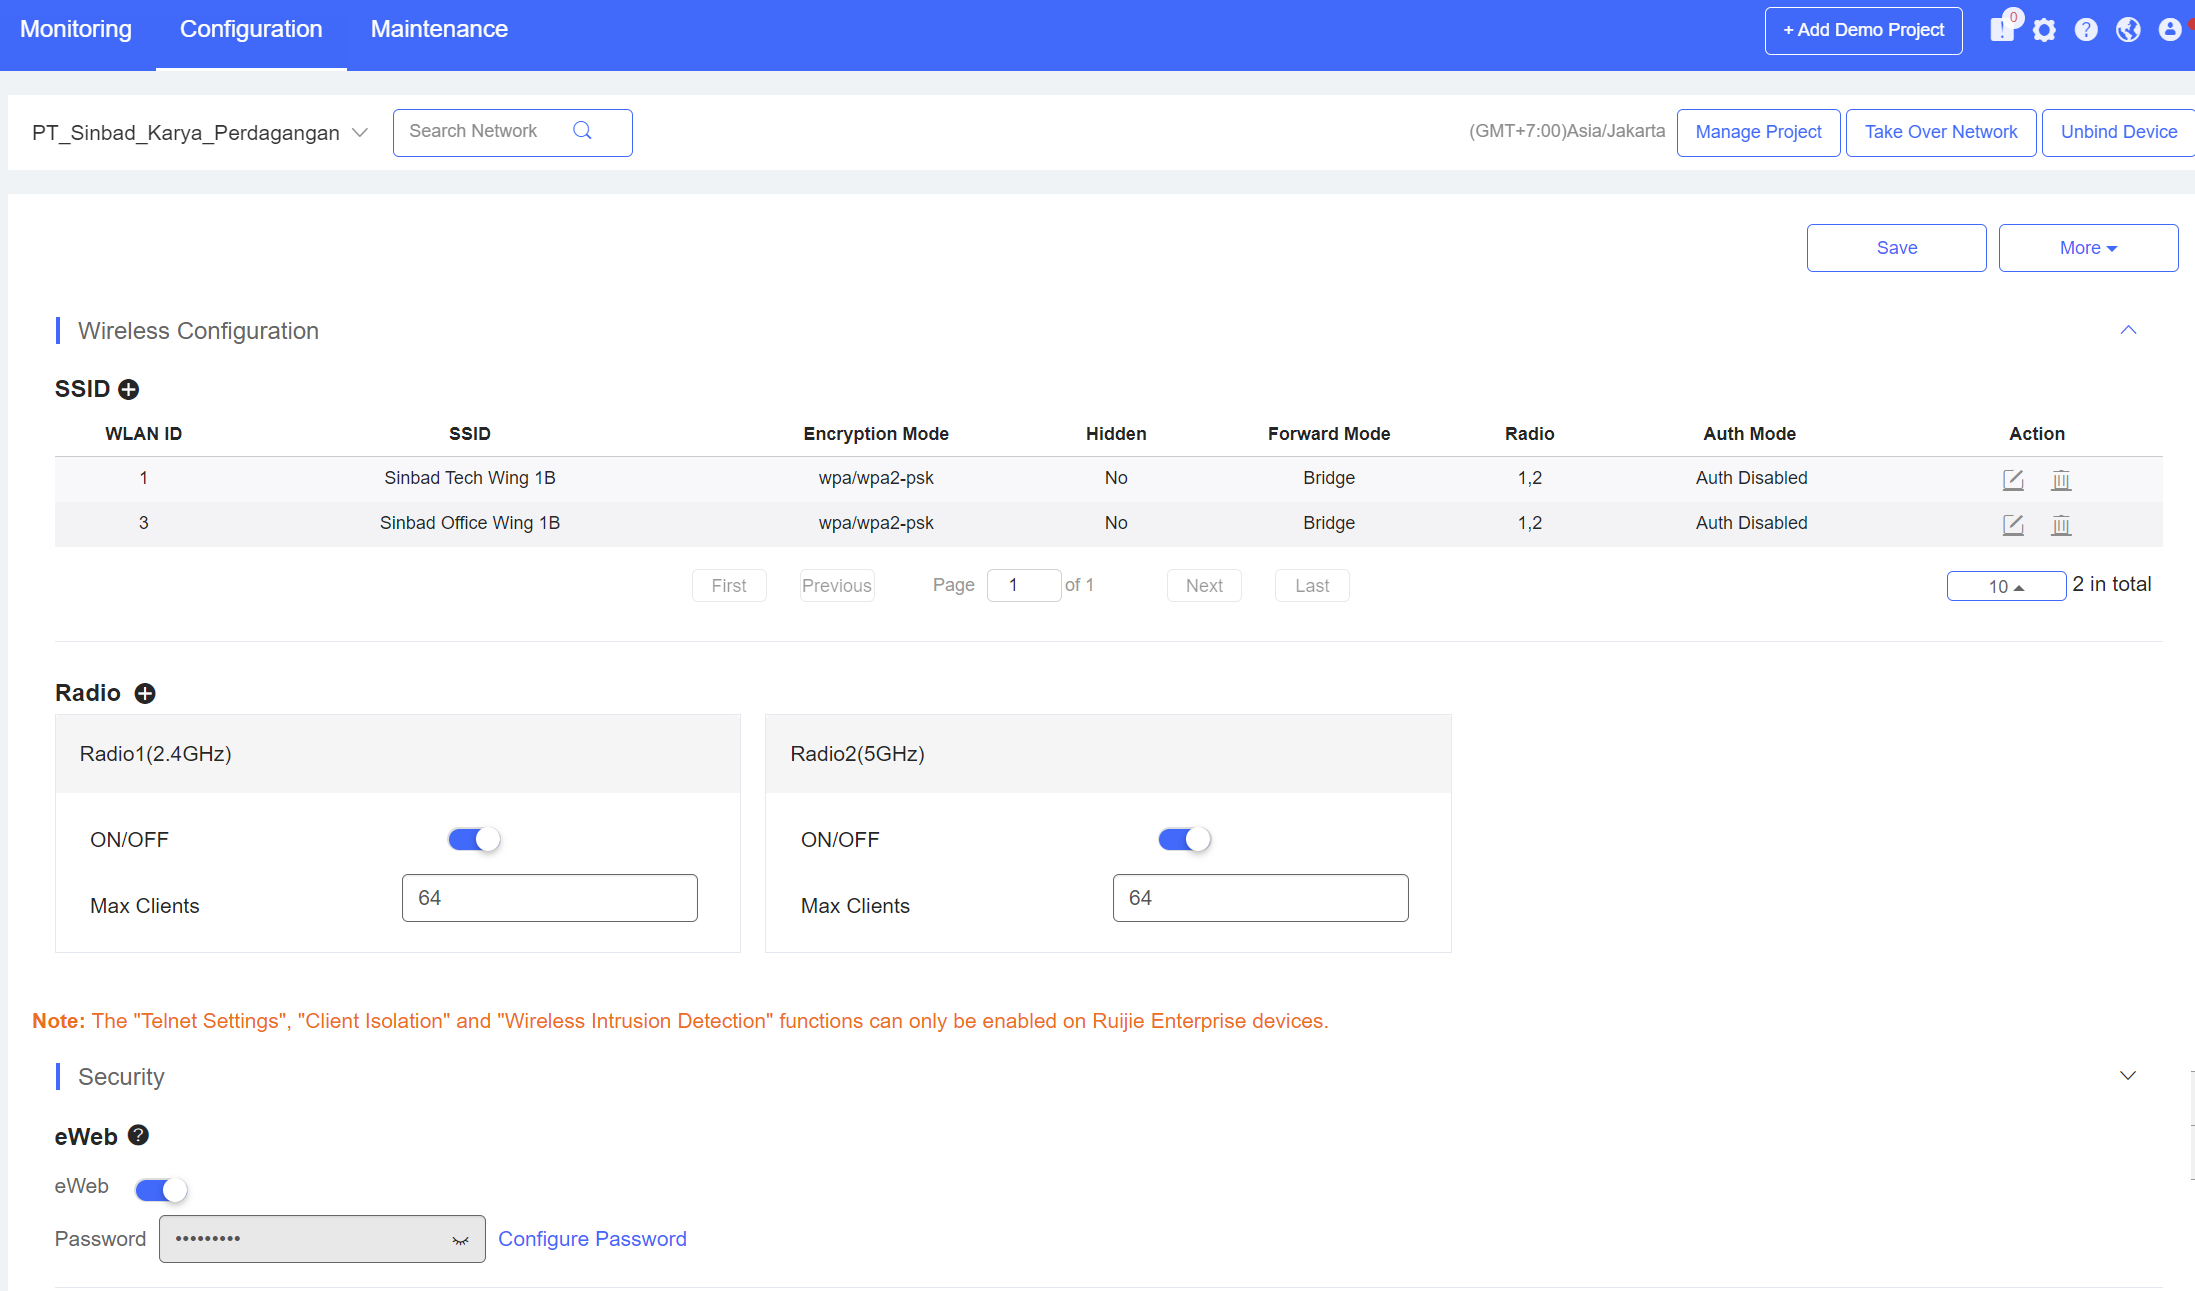 Monitoring Configuration Maintenance + Add Demo Project 0
PT_Sinbad_Karya_Perdagangan Search Network (GMT+7:00)Asia/Jakarta Manage Project Take Over Network Unbind Device
Save More
Wireless Configuration
SSID
WLAN ID SSID Encryption Mode Hidden Forward Mode Radio Auth Mode Action
1 Sinbad Tech Wing 1B wpa/wpa2-psk No Bridge 1,2 Auth Disabled
3 Sinbad Office Wing 1B wpa/wpa2-psk No Bridge 1,2 Auth Disabled
First Previous Page 1 of 1 Next Last 10 2 in total
Radio
Radio1(2.4GHz) Radio2(5GHz)
ON/OFF ON/OFF
Max Clients 64 Max Clients 64
Note: The "Telnet Settings", "Client Isolation" and "Wireless Intrusion Detection" functions can only be enabled on Ruijie Enterprise devices.
Security
eWeb
eWeb
Password ••••••••• Configure Password